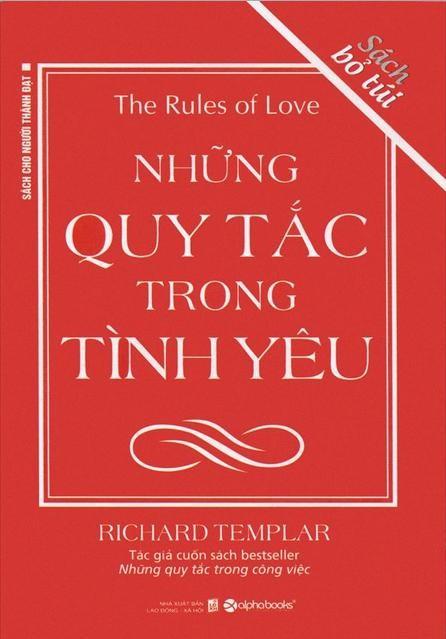 Sách
bỏ túi
SÁCH CHO NGƯỜI THÀNH ĐẠT
The Rules of Love
NHỮNG
QUY TẮC
TRONG
TÌNH YÊU
RICHARD TEMPLAR
Tác giả cuốn sách bestseller
Những quy tắc trong công việc
NHÀ XUẤT BẢN
LAO ĐỘNG - XÃ HỘI
alphabooks